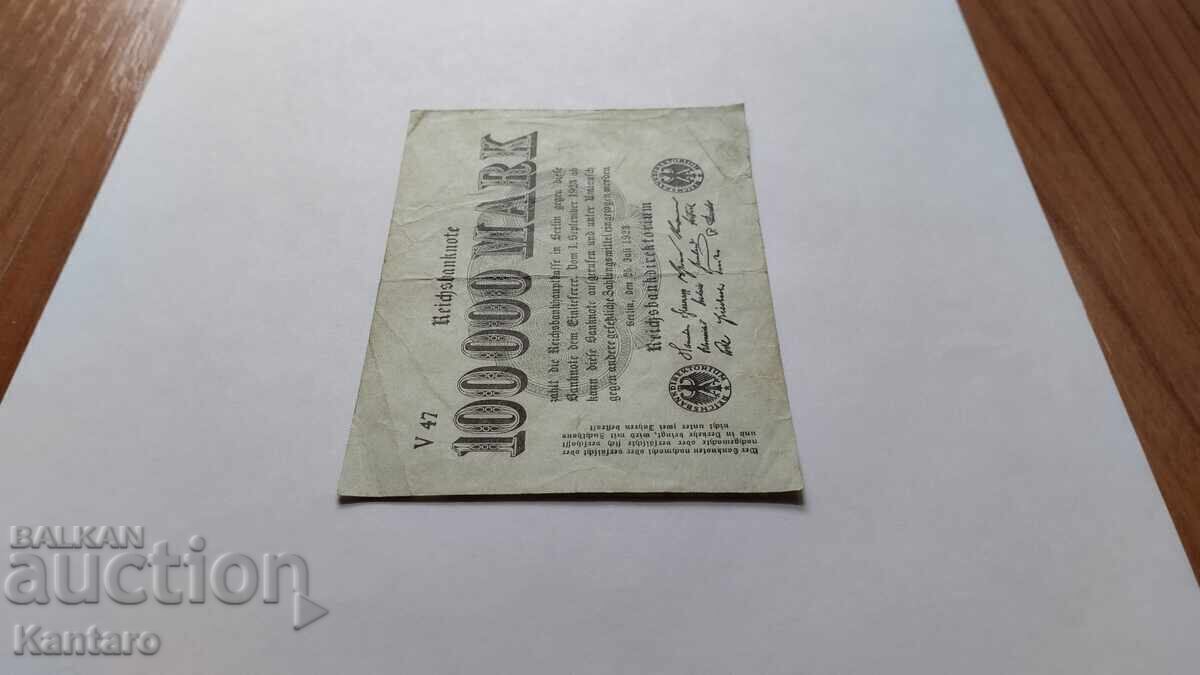 Reichsbanknote
V 47
100000 MARK
zahlt die Reichsbankhauptkasse in Berlin gegen diese
Banknote dem Einlieferer. Vom 1. September 1923 ab
kann diese Banknote aufgerufen und unter Umtausch
gegen andere gesetzliche Zahlungsmittel eingezogen werden
Berlin, den 25. Juli 1923
Reichsbankdirektorium
REICHSBANKDIREKTORIUM
REICHSBANKDIREKTORIUM
Wer Banknoten nachmacht oder verfälscht oder
nachgemachte oder verfälschte sich verschafft
und in Verkehr bringt, wird mit Zuchthaus
nicht unter zwei Jahren bestraft
BALKAN
auction
Kantaro